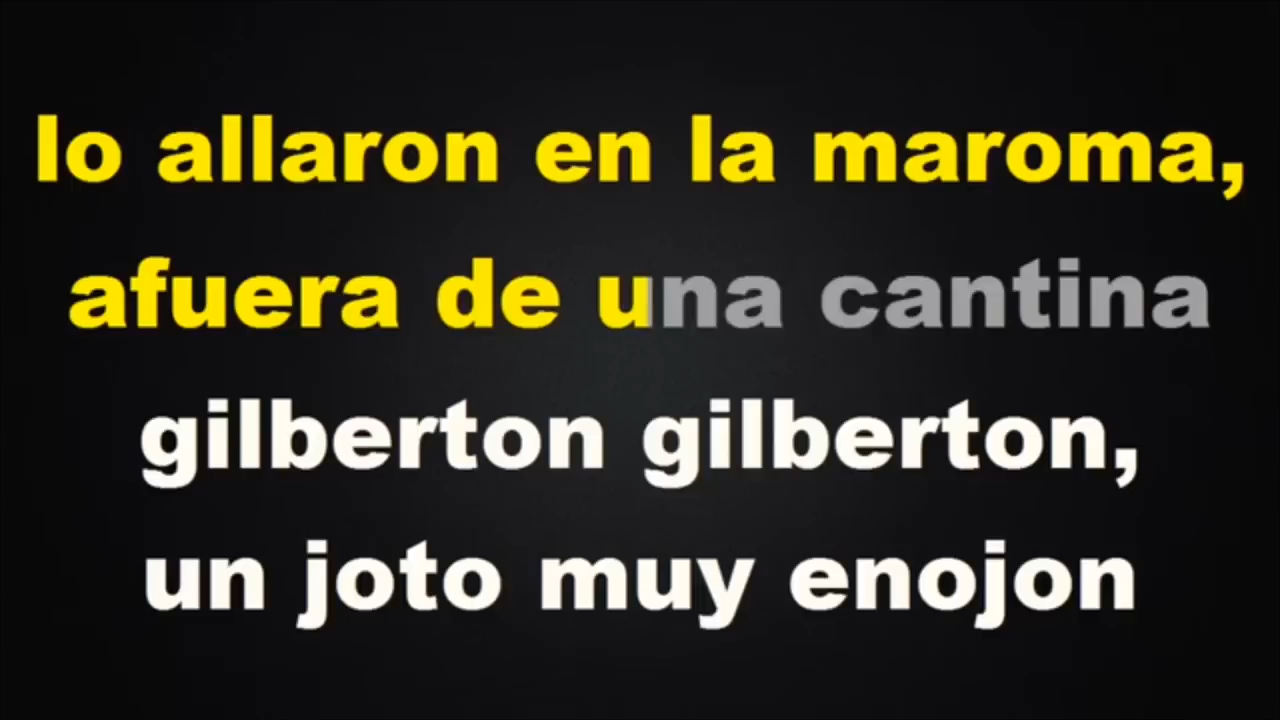 lo allaron en la maroma,
afuera de una cantina
gilberton gilberton,
un joto muy enojon